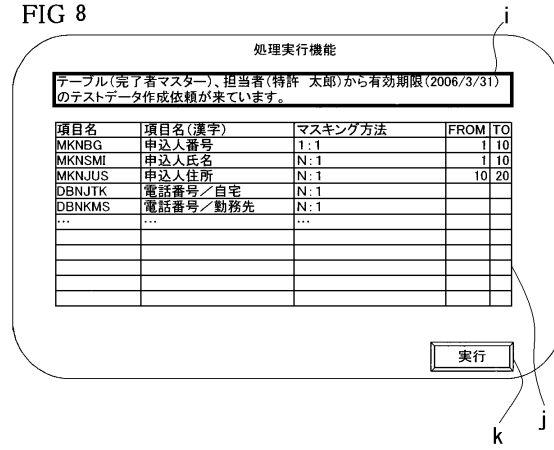 FIG 8
i
処理実行機能
テーブル(完了者マスター)、担当者(特許 太郎)から有効期限(2006/3/31)
のテストデータ作成依頼が来ています。
項目名 項目名(漢字) マスキング方法 FROM TO
MKNBG 申込人番号 1:1 1 10
MKNSMI 申込人氏名 N:1 1 10
MKNJUS 申込人住所 N:1 10 20
DBNJTK 電話番号／自宅 N:1
DBNKMS 電話番号／勤務先 N:1
… … …
実行
j
k